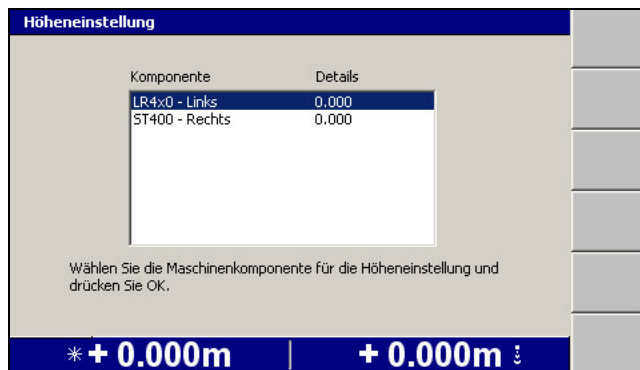 Höheneinstellung
Komponente Details
LR4x0 - Links 0.000
ST400 - Rechts 0.000
Wählen Sie die Maschinenkomponente für die Höheneinstellung und
drücken Sie OK.
+ 0.000m + 0.000m